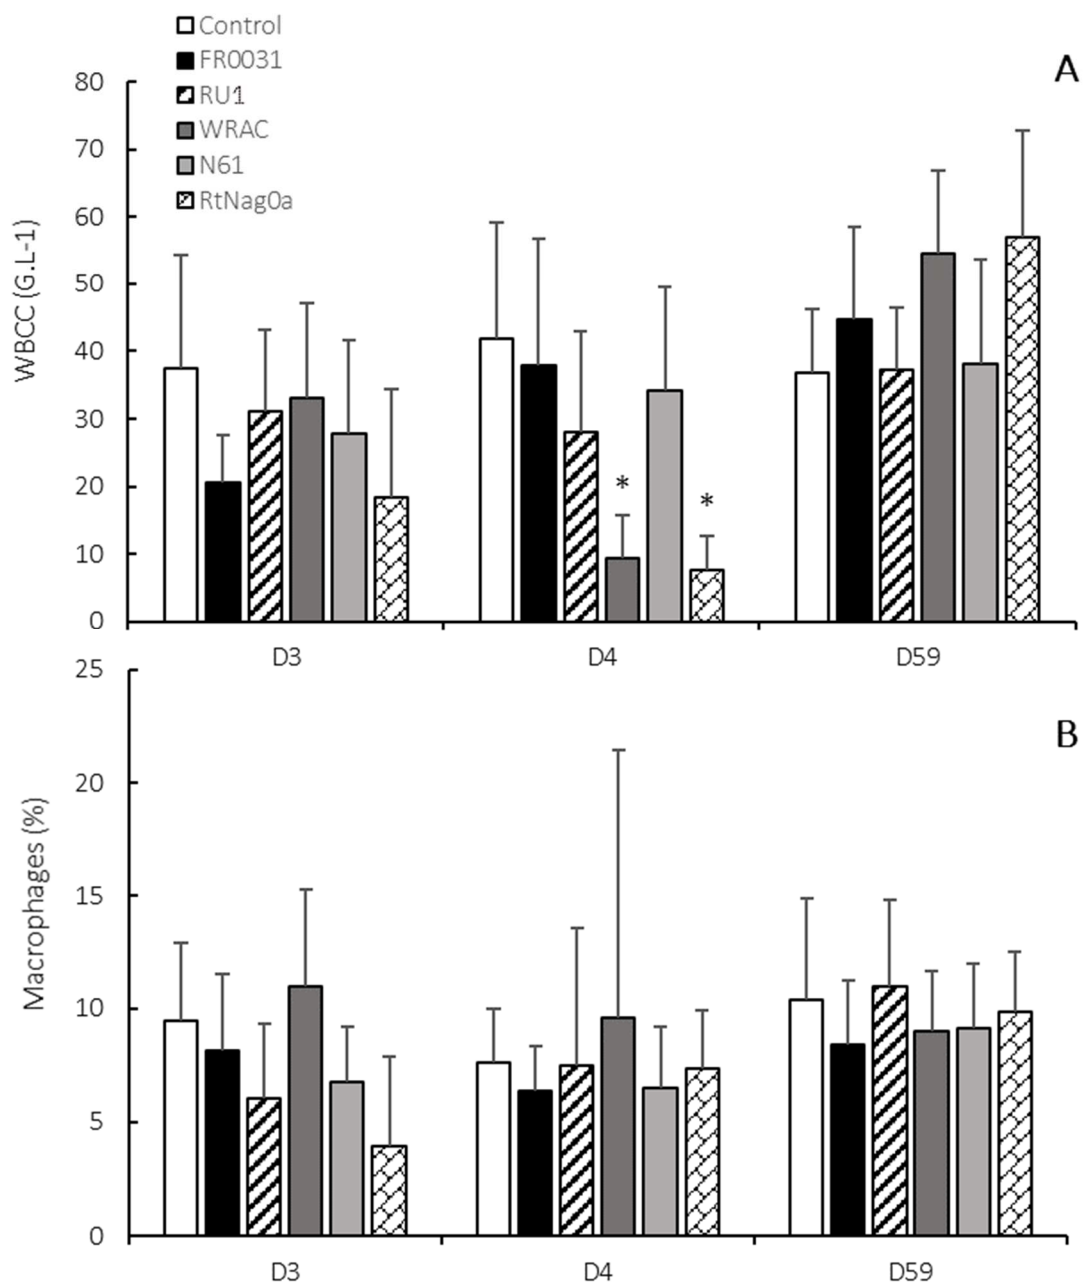 Control
FR0031
RU1
WRAC
N61
RtNag0a
A
80
70
60
50
40
30
20
10
0
WBCC (G.L-1)
*
*
D3 D4 D59
B
25
20
15
10
5
0
Macrophages (%)
D3 D4 D59